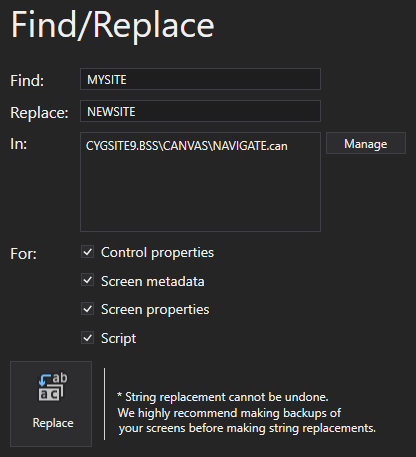 Find/Replace
Find: MYSITE
Replace: NEWSITE
In: CYGSITE9.BSS\CANVAS\NAVIGATE.can Manage
For: Control properties
Screen metadata
Screen properties
Script
ab
ac
Replace
* String replacement cannot be undone.
We highly recommend making backups of
your screens before making string replacements.